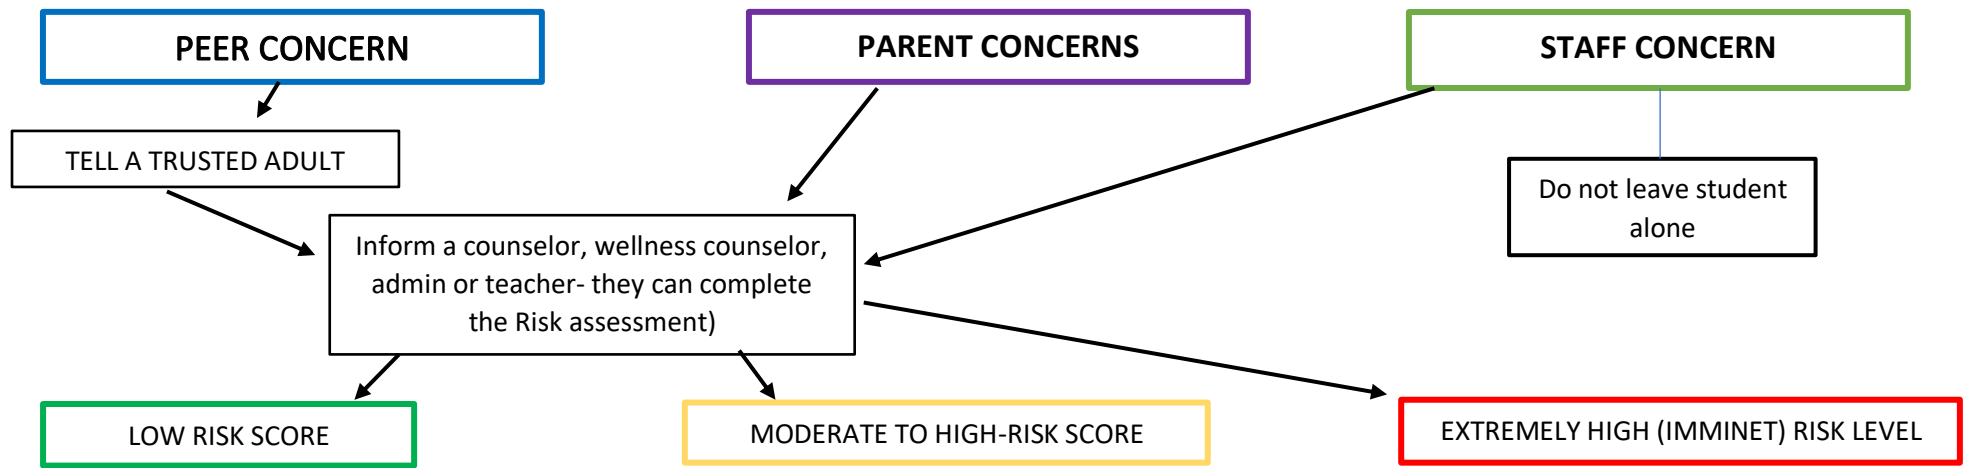 PEER CONCERN
PARENT CONCERNS
STAFF CONCERN
TELL A TRUSTED ADULT
Do not leave student
alone
Inform a counselor, wellness counselor,
admin or teacher- they can complete
the Risk assessment)
LOW RISK SCORE
MODERATE TO HIGH-RISK SCORE
EXTREMELY HIGH (IMMINET) RISK LEVEL